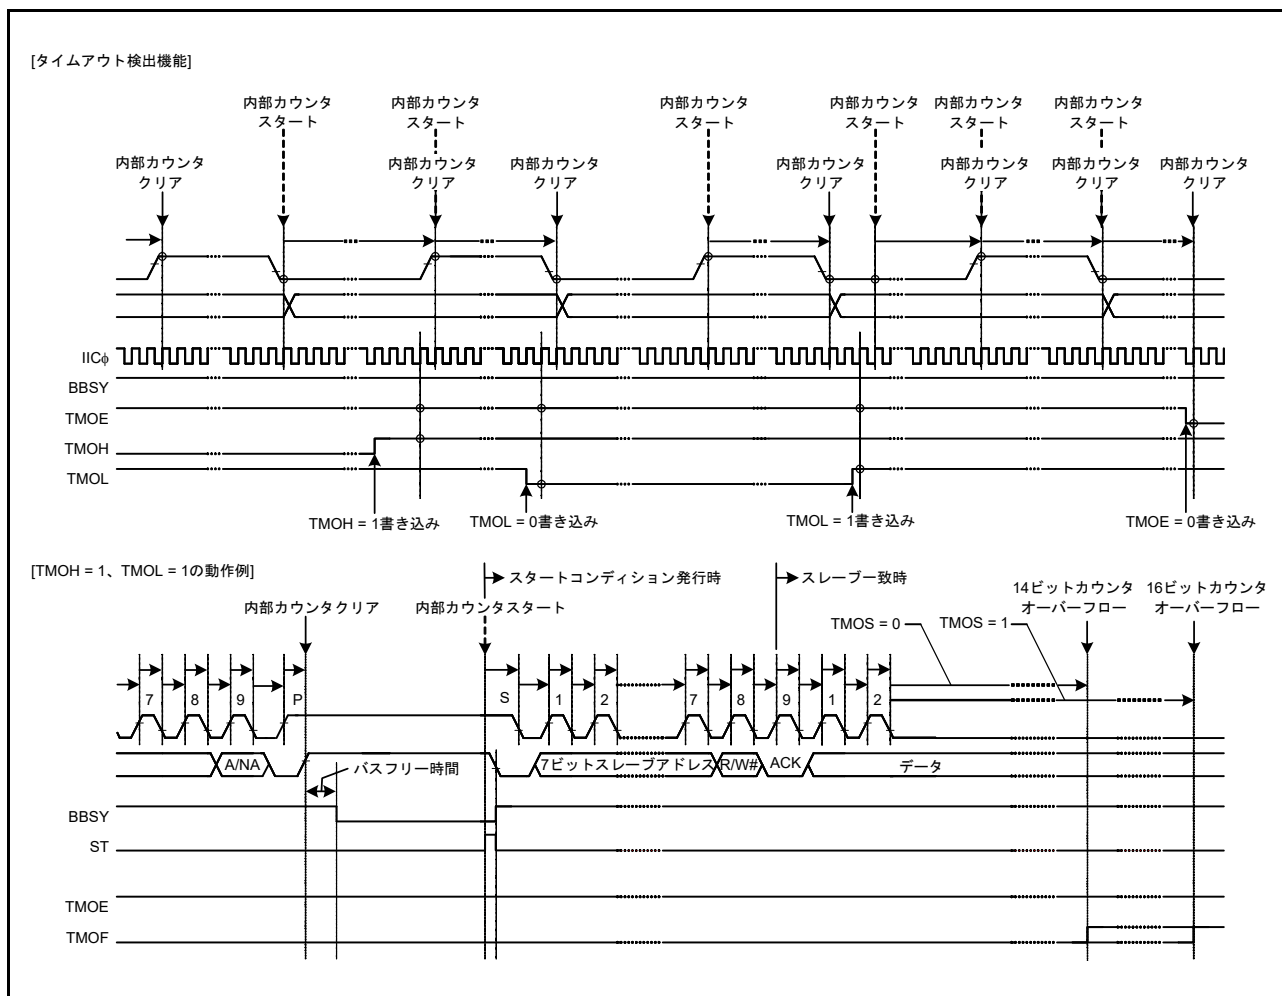 [タイムアウト検出機能]
内部カウンタ
スタート
内部カウンタ
スタート
内部カウンタ
スタート
内部カウンタ
スタート
内部カウンタ
スタート
内部カウンタ
スタート
内部カウンタ
クリア
内部カウンタ
クリア
内部カウンタ
クリア
内部カウンタ
クリア
内部カウンタ
クリア
内部カウンタ
クリア
内部カウンタ
クリア
IICφ
BBSY
TMOE
TMOH
TMOL
TMOH = 1書き込み
TMOL = 0書き込み
TMOL = 1書き込み
TMOE = 0書き込み
[TMOH = 1、TMOL = 1の動作例]
スタートコンディション発行時
スレーブ一致時
内部カウンタクリア
内部カウンタスタート
14ビットカウンタ
オーバーフロー
16ビットカウンタ
オーバーフロー
TMOS = 0
TMOS = 1
7 8 9 P S 1 2 7 8 9 1 2
A/NA
バスフリー時間
7ビットスレーブアドレス
R/W#
ACK
データ
BBSY
ST
TMOE
TMOF